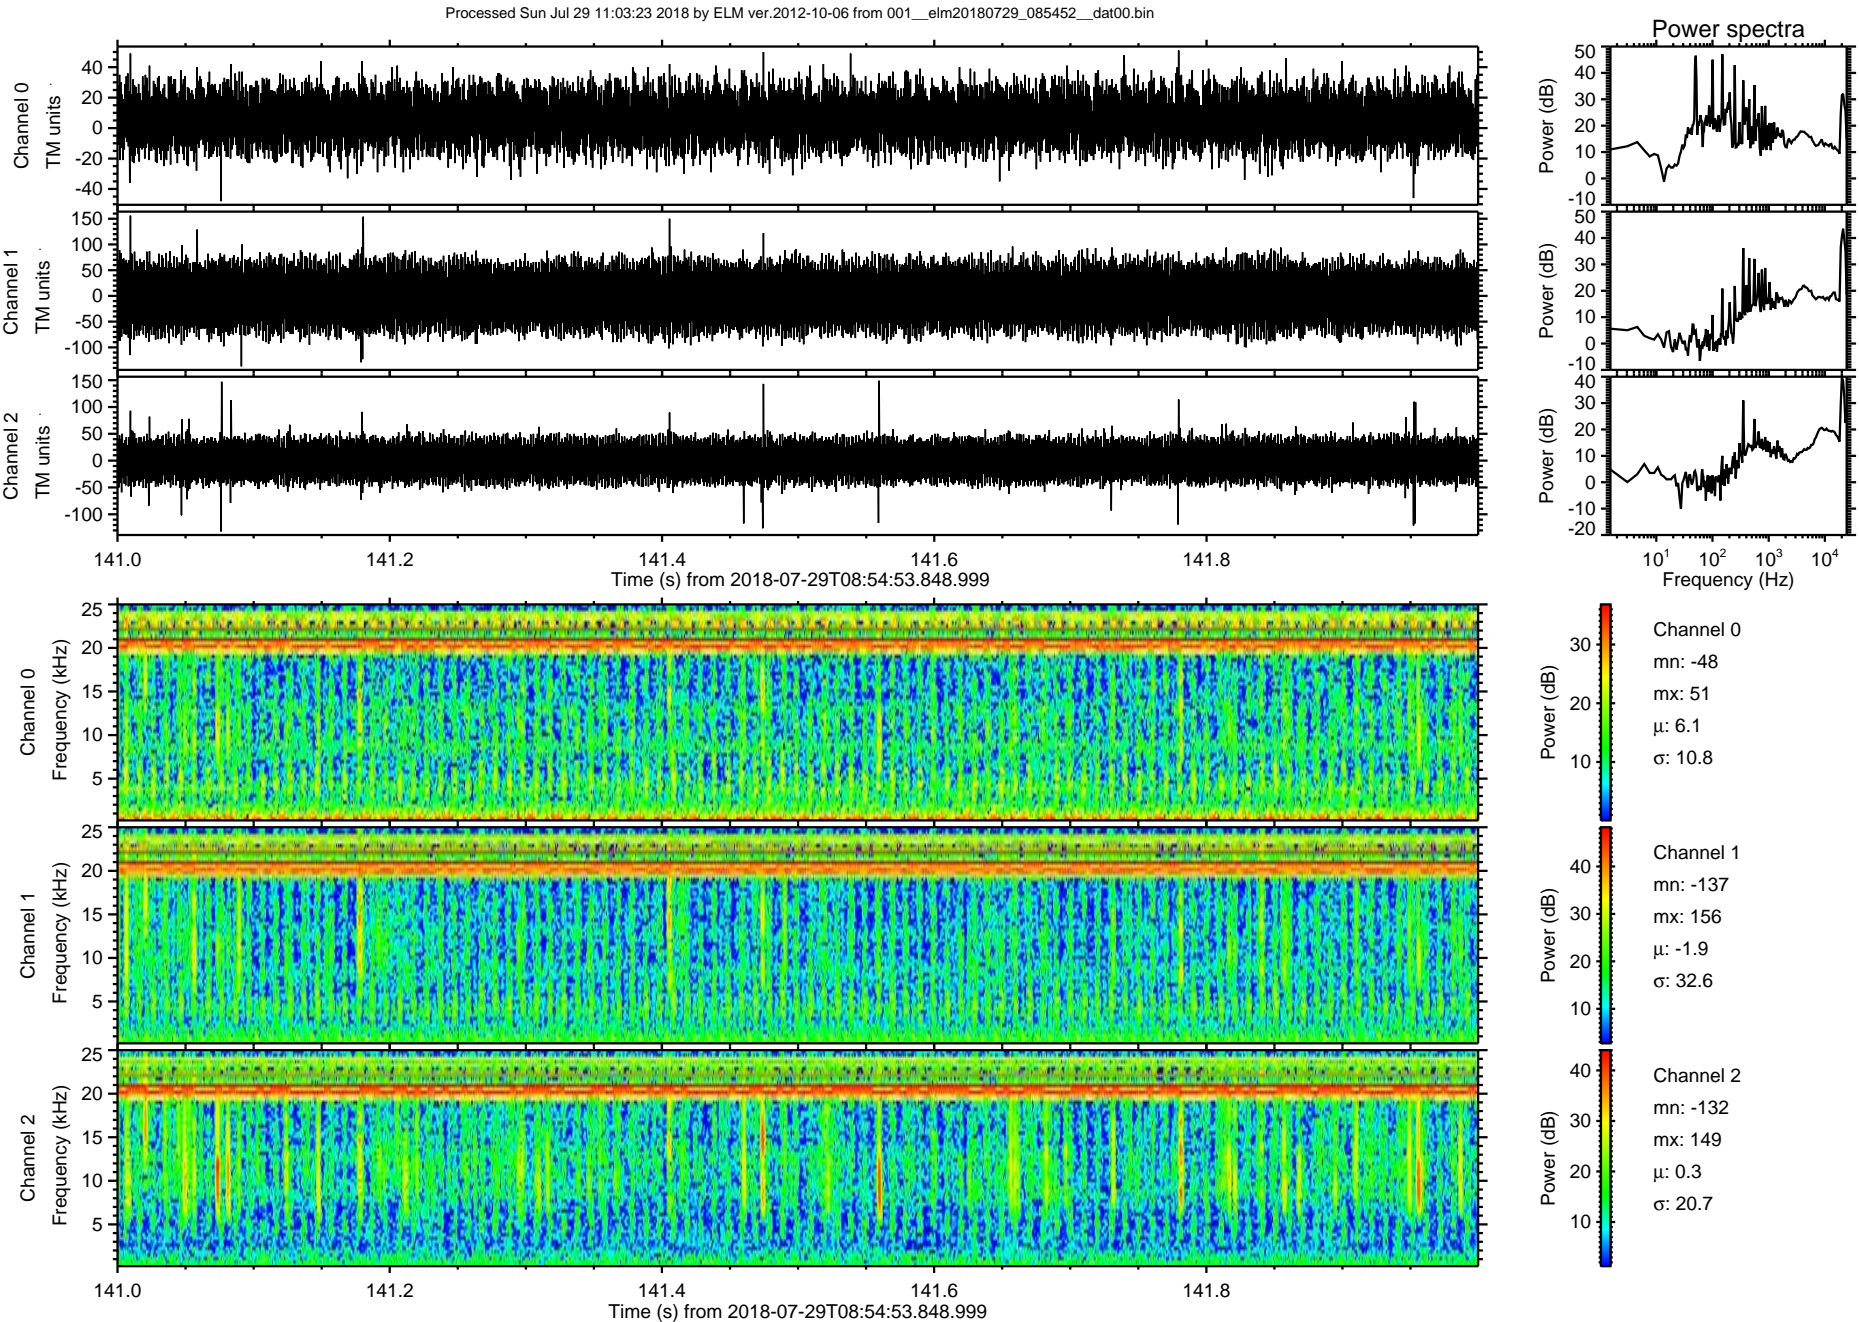 Processed Sun Jul 29 11:03:23 2018 by ELM ver.2012-10-06 from 001__elm20180729_085452__dat00.bin
Power spectra
Channel 0
TM units
40
20
0
-20
-40
Power (dB)
50
40
30
20
10
0
-10
Channel 1
TM units
150
100
50
0
-50
-100
Power (dB)
50
40
30
20
10
0
-10
Channel 2
TM units
150
100
50
0
-50
-100
Power (dB)
40
30
20
10
0
-10
-20
141.0 141.2 141.4 141.6 141.8
Time (s) from 2018-07-29T08:54:53.848.999
10^1 10^2 10^3 10^4
Frequency (Hz)
Channel 0
Frequency (kHz)
25
20
15
10
5
Power (dB)
30
20
10
Channel 0
mn: -48
mx: 51
µ: 6.1
σ: 10.8
Channel 1
Frequency (kHz)
25
20
15
10
5
Power (dB)
40
30
20
10
Channel 1
mn: -137
mx: 156
µ: -1.9
σ: 32.6
Channel 2
Frequency (kHz)
25
20
15
10
5
Power (dB)
40
30
20
10
Channel 2
mn: -132
mx: 149
µ: 0.3
σ: 20.7
141.0 141.2 141.4 141.6 141.8
Time (s) from 2018-07-29T08:54:53.848.999